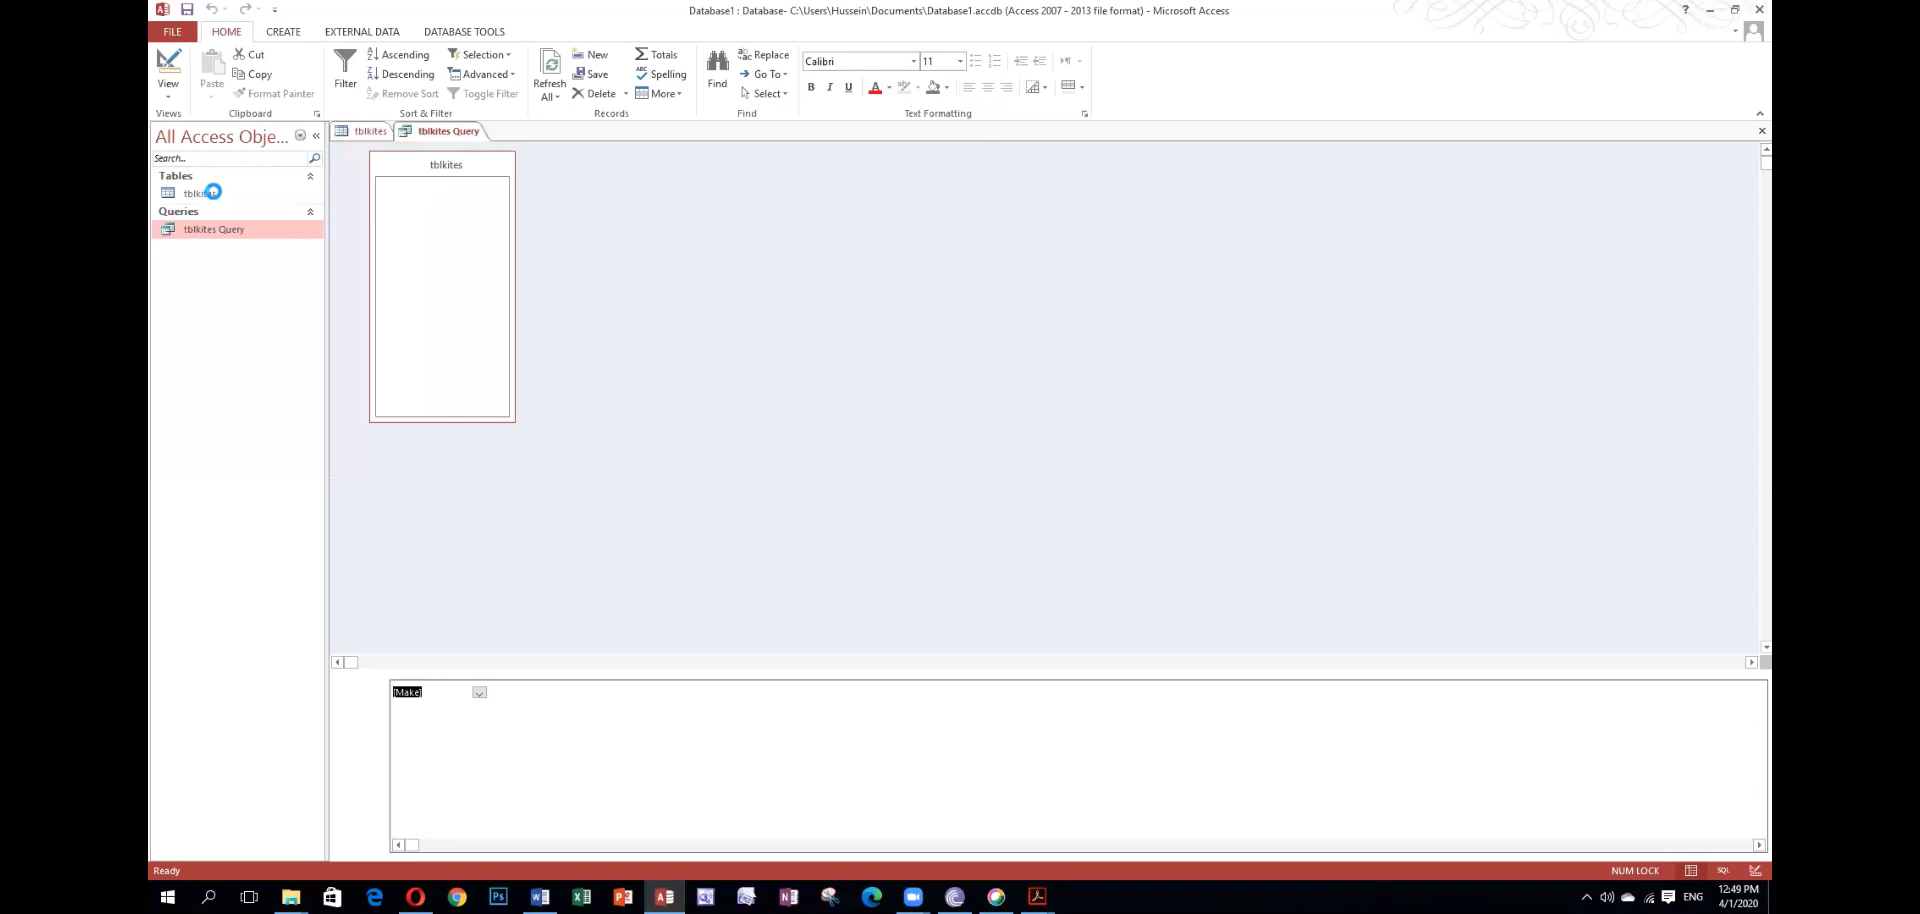 Database1 : Database- C:\Users\Hussein\Documents\Database1.accdb (Access 2007 - 2013 file format) - Microsoft Access
?
FILE HOME CREATE EXTERNAL DATA DATABASE TOOLS
View
Views
Paste
Cut
Copy
Format Painter
Clipboard
Filter
Ascending
Descending
Remove Sort
Selection
Advanced
Toggle Filter
Sort & Filter
Refresh
All
New
Save
Delete
Totals
Spelling
More
Records
Find
Replace
Go To
Select
Find
Calibri
11
B I U
Text Formatting
All Access Obje...
Search...
Tables
Queries
tblkites Query
tblkites
tblkites Query
tblkites
[Make]
Ready
NUM LOCK
SQL
ENG
12:49 PM
4/1/2020